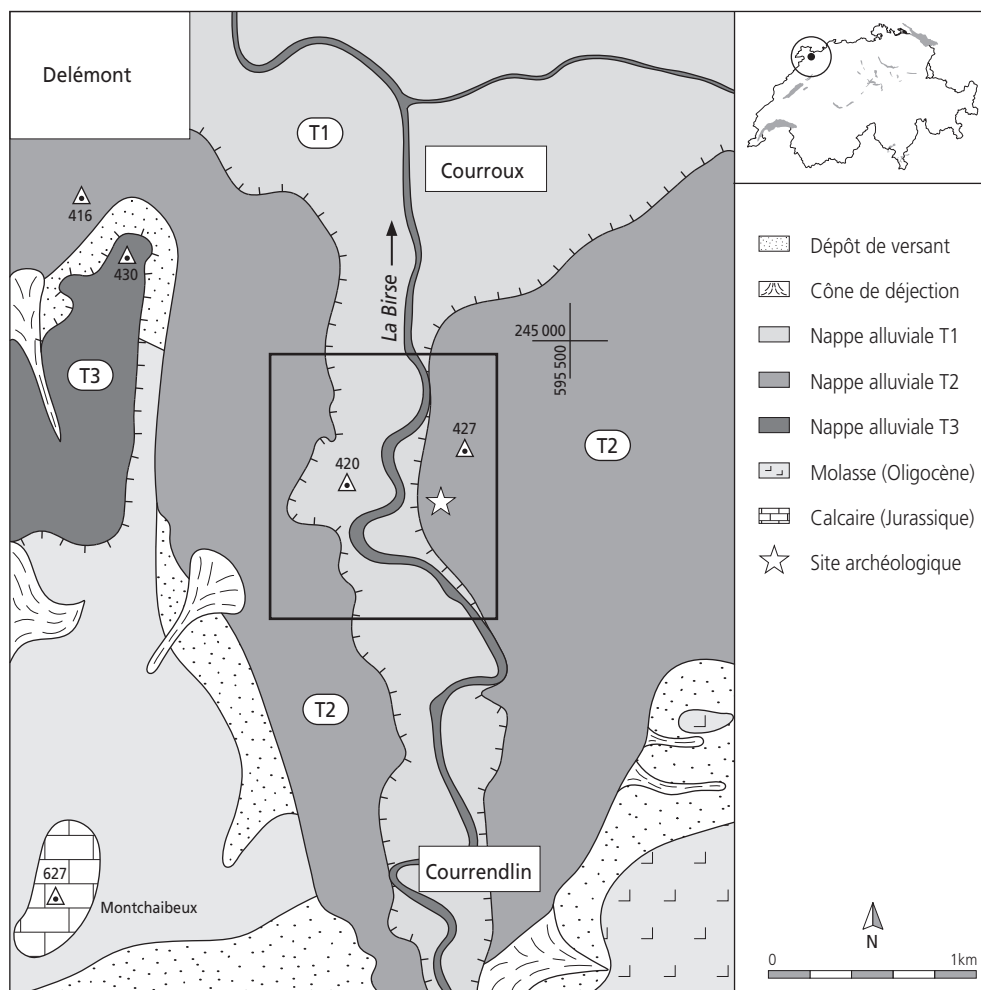 Delémont
T1
Courroux
416
430
La Birse
245 000
595 500
T3
427
420
T2
T2
Courrendlin
627
Montchaibeux
Dépôt de versant
Cône de déjection
Nappe alluviale T1
Nappe alluviale T2
Nappe alluviale T3
Molasse (Oligocène)
Calcaire (Jurassique)
Site archéologique
N
0 1km